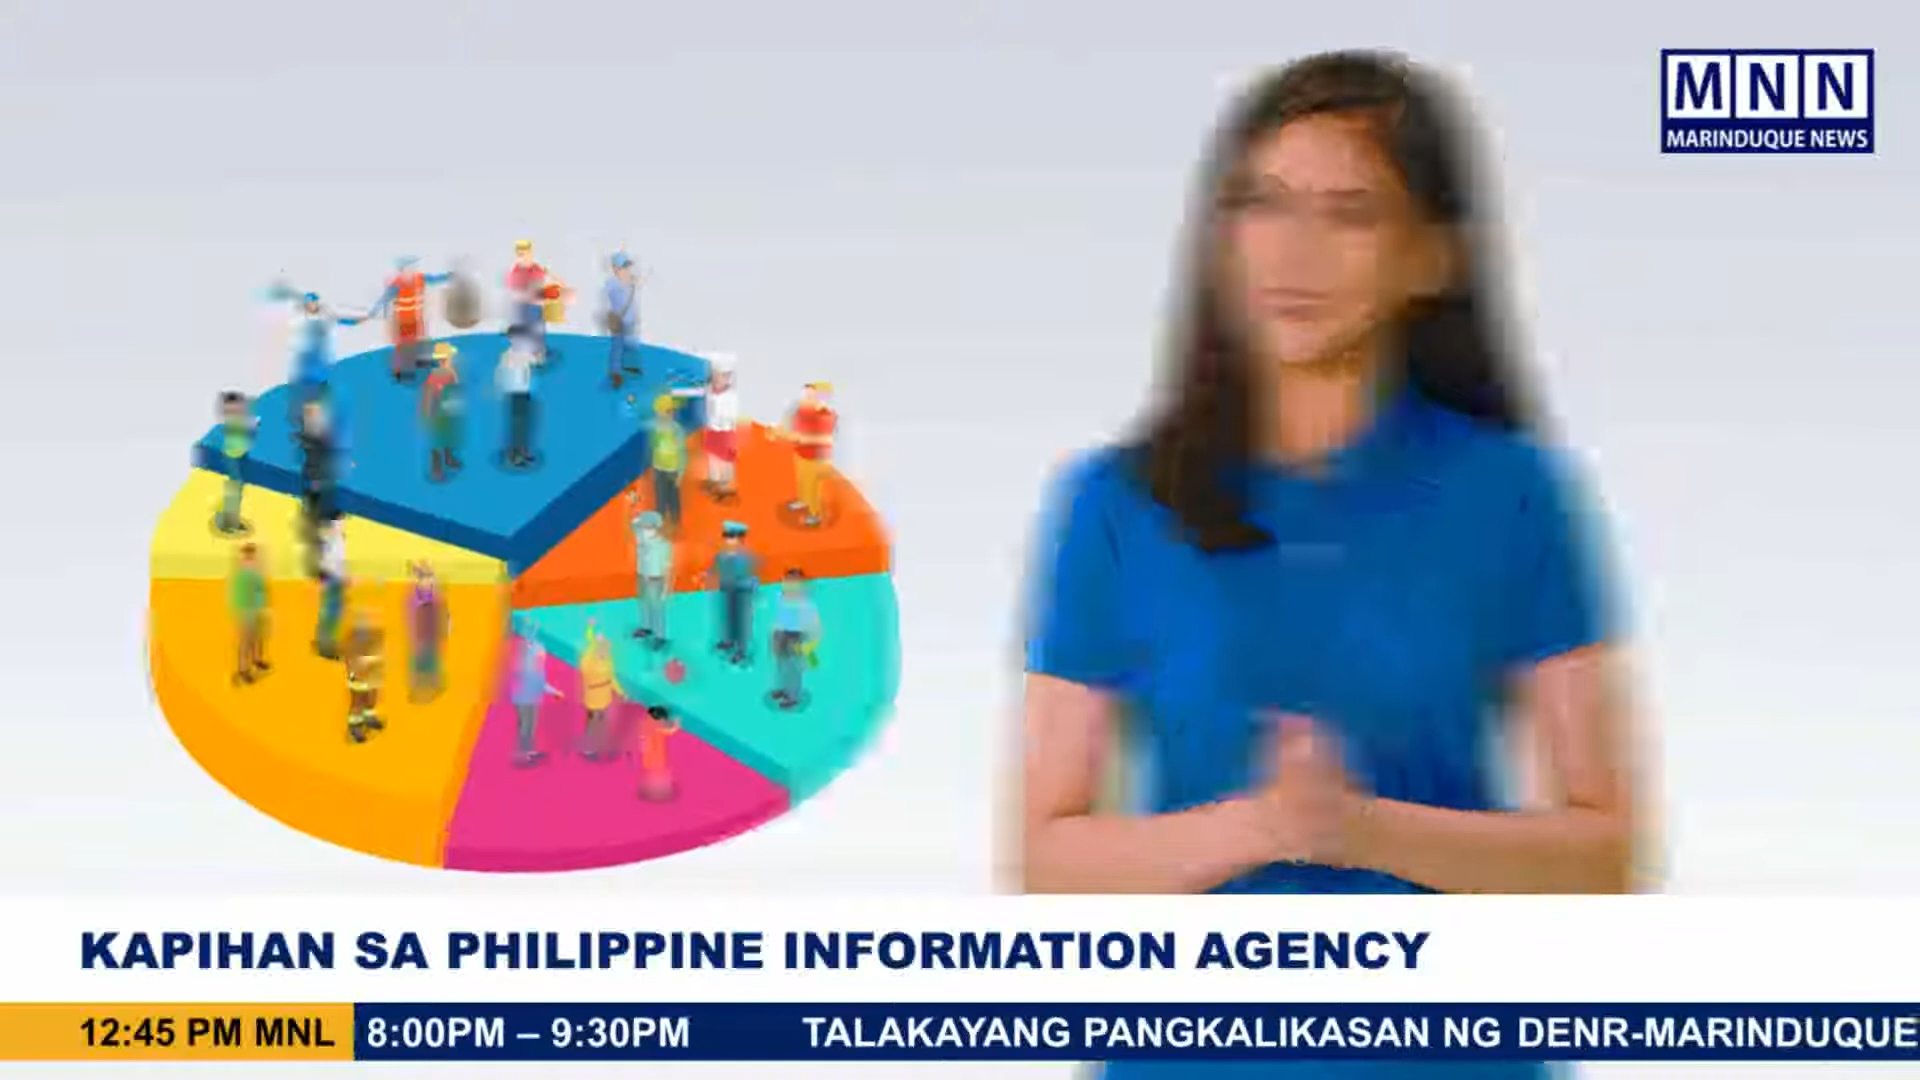 MNN
MARINDUQUE NEWS
KAPIHAN SA PHILIPPINE INFORMATION AGENCY
12:45 PM MNL
8:00PM – 9:30PM TALAKAYANG PANGKALIKASAN NG DENR-MARINDUQUE